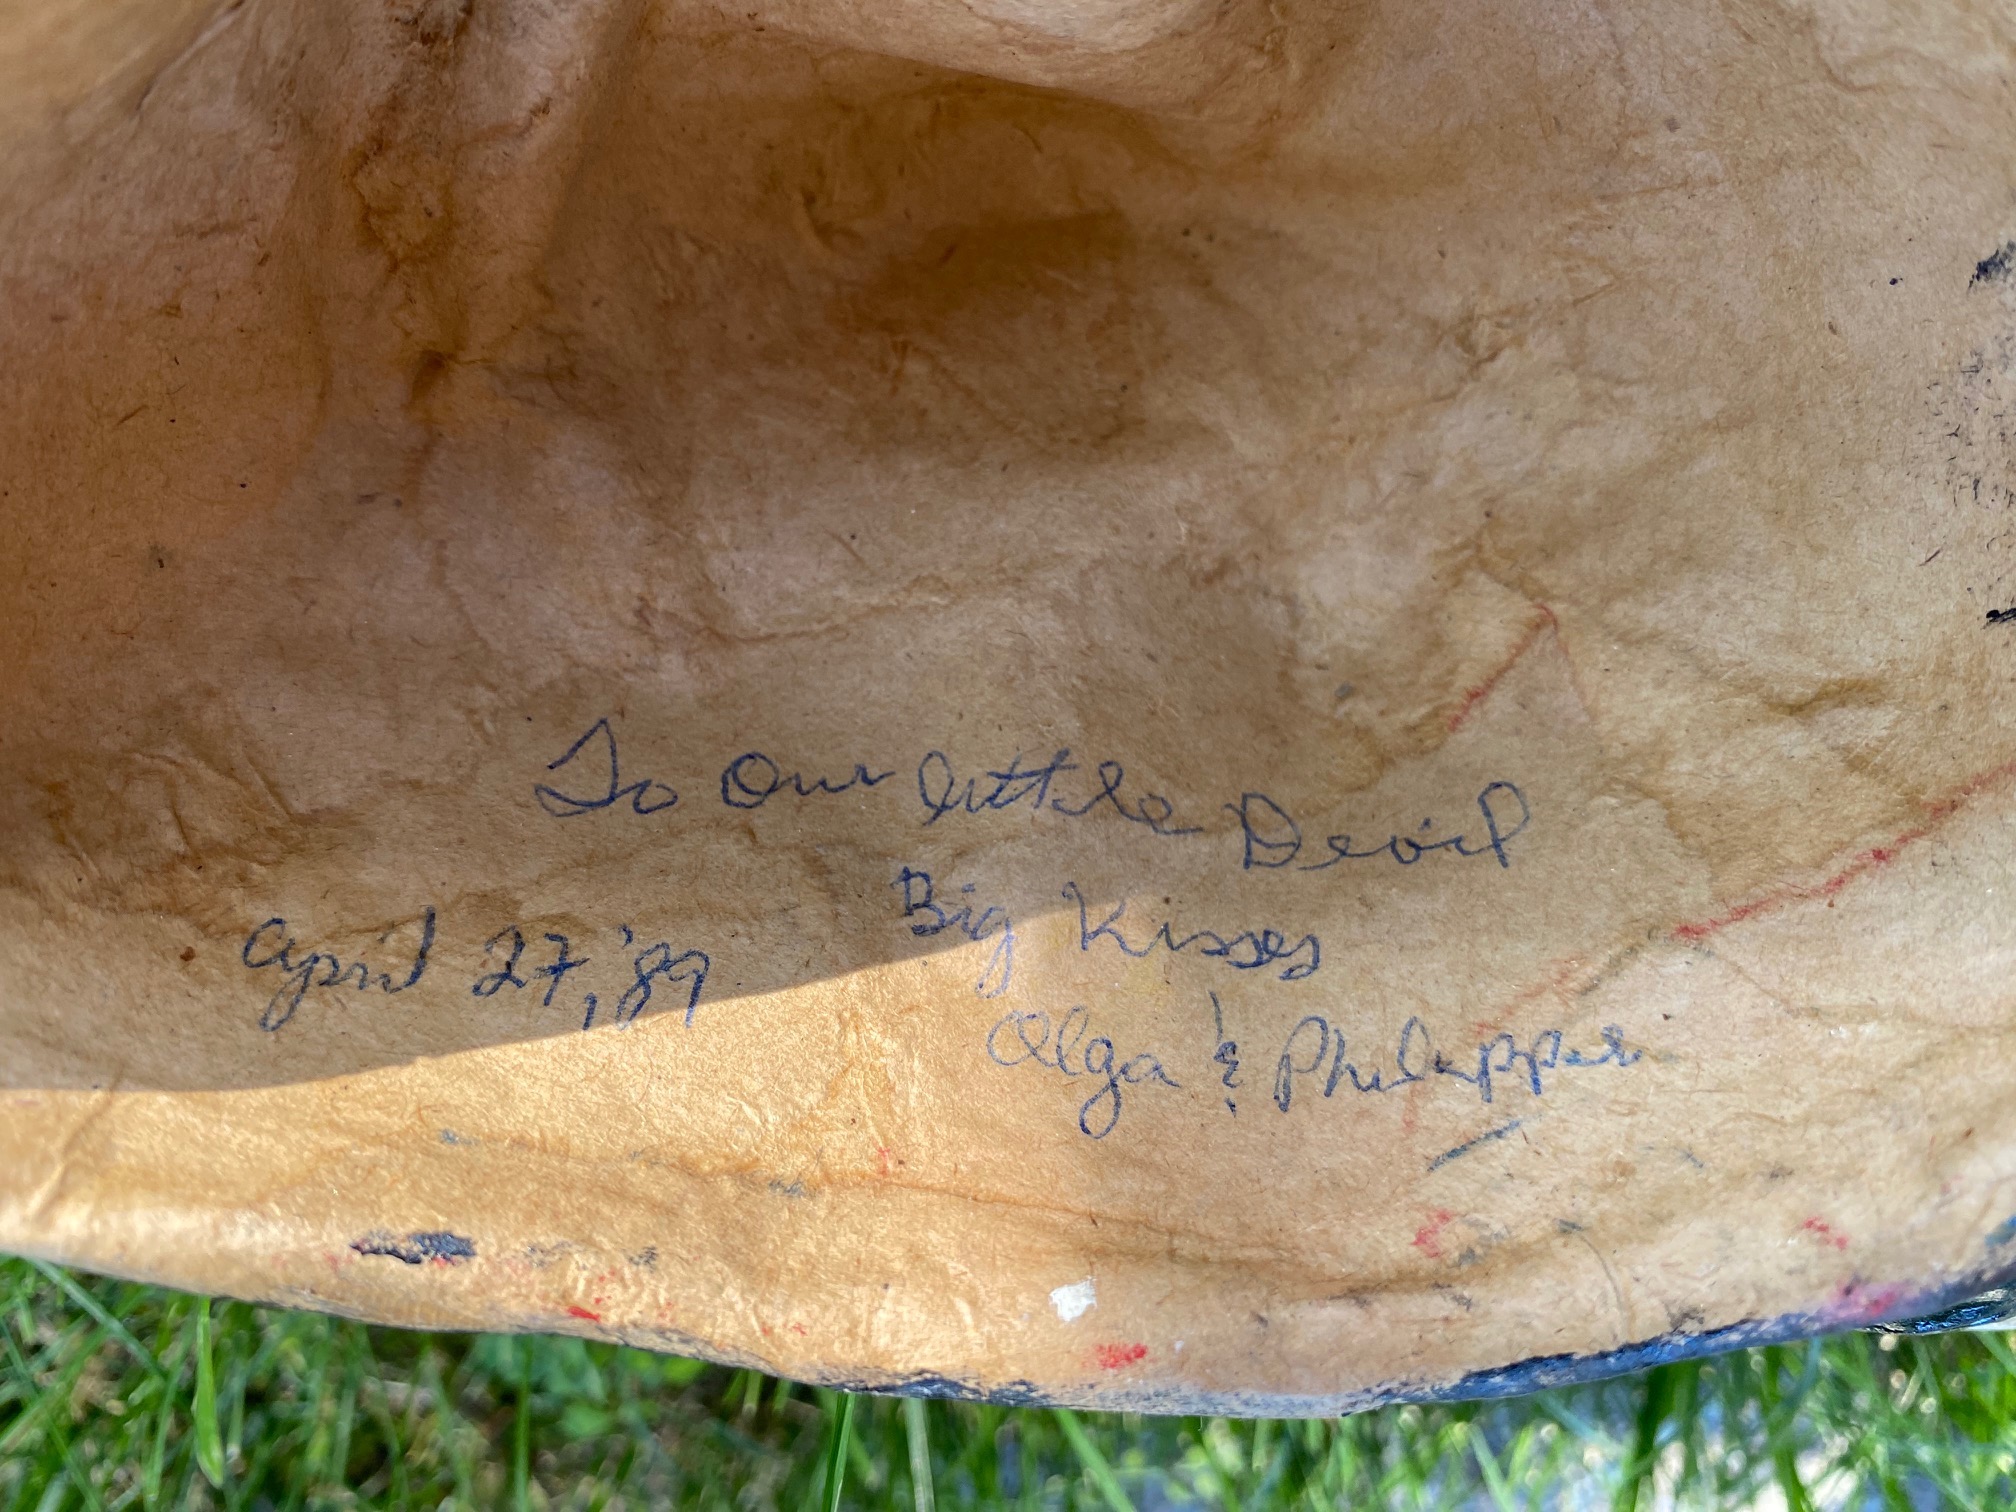 To Our little Devil
Big Kisses
April 27, '89
Olga & Philippe